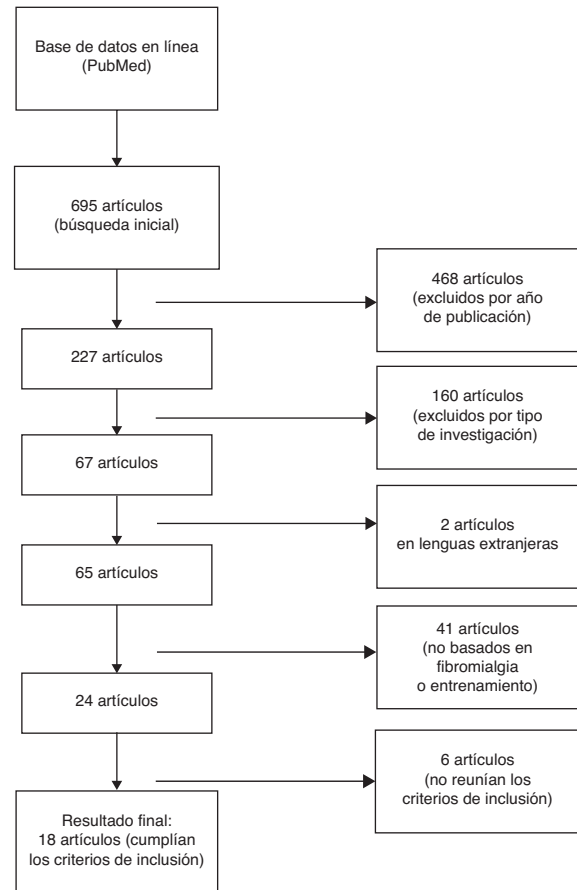 Base de datos en línea
(PubMed)
695 artículos
(búsqueda inicial)
468 artículos
(excluidos por año
de publicación)
227 artículos
160 artículos
(excluidos por tipo
de investigación)
67 artículos
2 artículos
en lenguas extranjeras
65 artículos
41 artículos
(no basados en
fibromialgia
o entrenamiento)
24 artículos
6 artículos
(no reunían los
criterios de inclusión)
Resultado final:
18 artículos (cumplían
los criterios de inclusión)